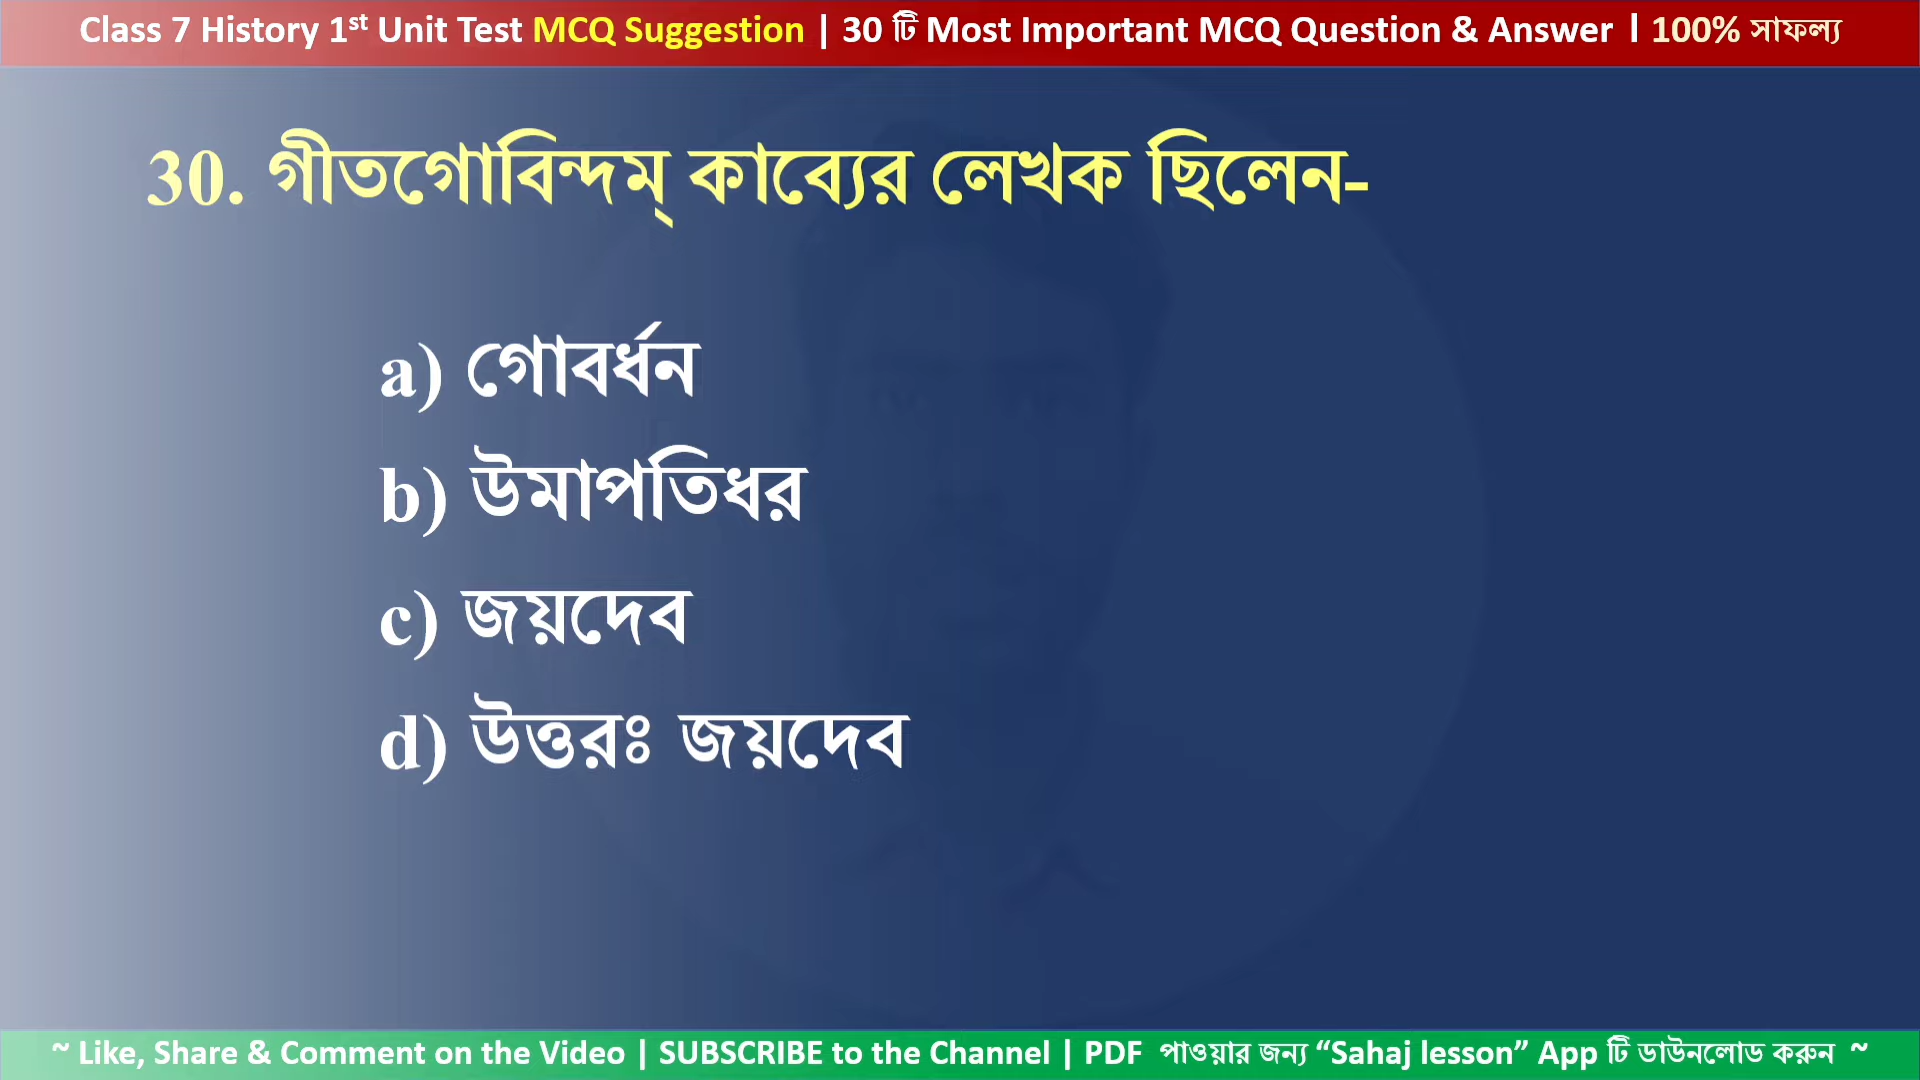 Class 7 History 1st Unit Test MCQ Suggestion | 30 টি Most Important MCQ Question & Answer । 100% সাফল্য
30. গীতগোবিন্দম্ কাব্যের লেখক ছিলেন-
a) গোবর্ধন
b) উমাপতিধর
c) জয়দেব
d) উত্তরঃ জয়দেব
~ Like, Share & Comment on the Video | SUBSCRIBE to the Channel | PDF পাওয়ার জন্য “Sahaj lesson” App টি ডাউনলোড করুন ~